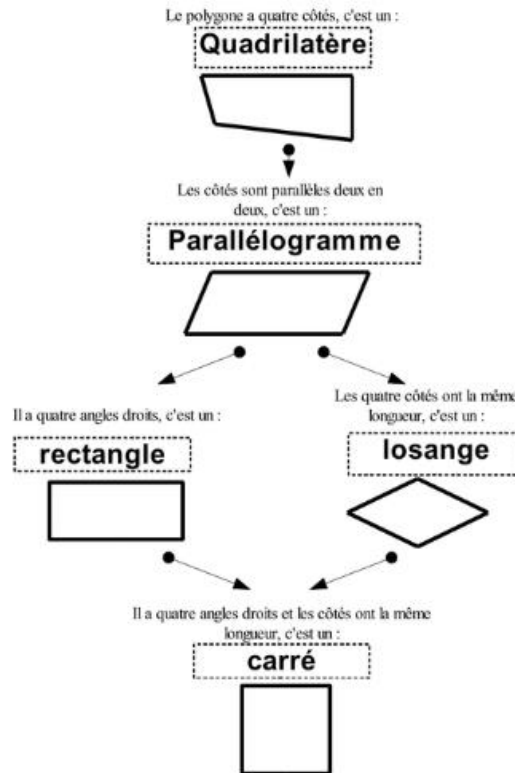 Le polygone a quatre côtés, c'est un :
Quadrilatère
Les côtés sont parallèles deux en
deux, c'est un :
Parallélogramme
Il a quatre angles droits, c'est un :
rectangle
Les quatre côtés ont la même
longueur, c'est un :
losange
Il a quatre angles droits et les côtés ont la même
longueur, c'est un :
carré